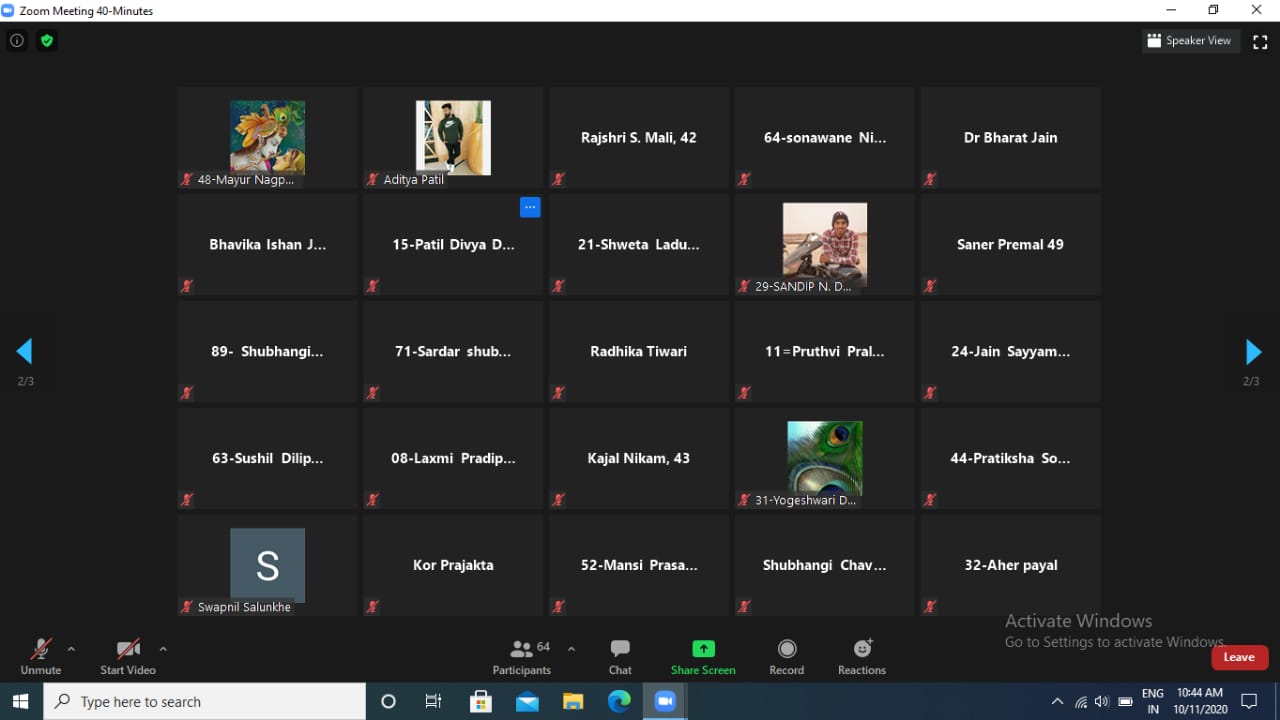 Zoom Meeting 40-Minutes
Speaker View
48-Mayur Nagp...
Aditya Patil
Rajshri S. Mali, 42
64-sonawane Ni...
Dr Bharat Jain
Bhavika Ishan J...
15-Patil Divya D...
21-Shweta Ladu...
29-SANDIP N. D...
Saner Premal 49
89- Shubhangi...
71-Sardar shub...
Radhika Tiwari
11=Pruthvi Pral...
24-Jain Sayyam...
2/3
2/3
63-Sushil Dilip...
08-Laxmi Pradip...
Kajal Nikam, 43
31-Yogeshwari D...
44-Pratiksha So...
S
Swapnil Salunkhe
Kor Prajakta
52-Mansi Prasa...
Shubhangi Chav...
32-Aher payal
Activate Windows
Go to Settings to activate Windows.
Unmute
Start Video
64
Participants
Chat
Share Screen
Record
Reactions
Leave
Type here to search
ENG
IN
10:44 AM
10/11/2020